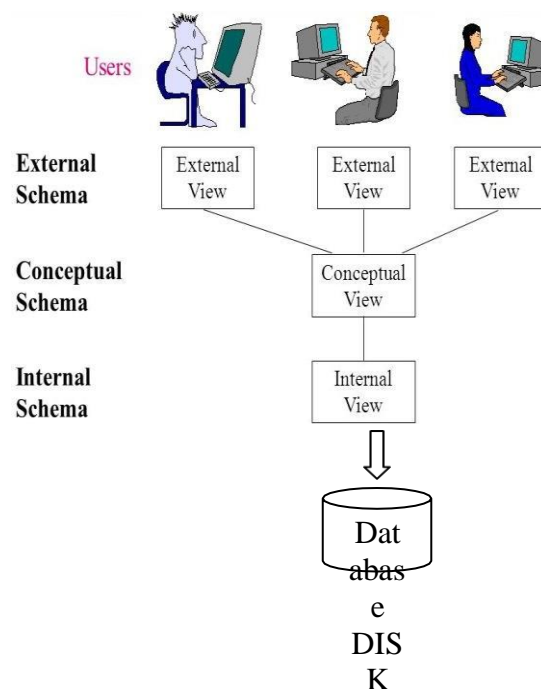 Users
External
Schema
External
View
External
View
External
View
Conceptual
Schema
Conceptual
View
Internal
Schema
Internal
View
Dat
abas
e
DIS
K